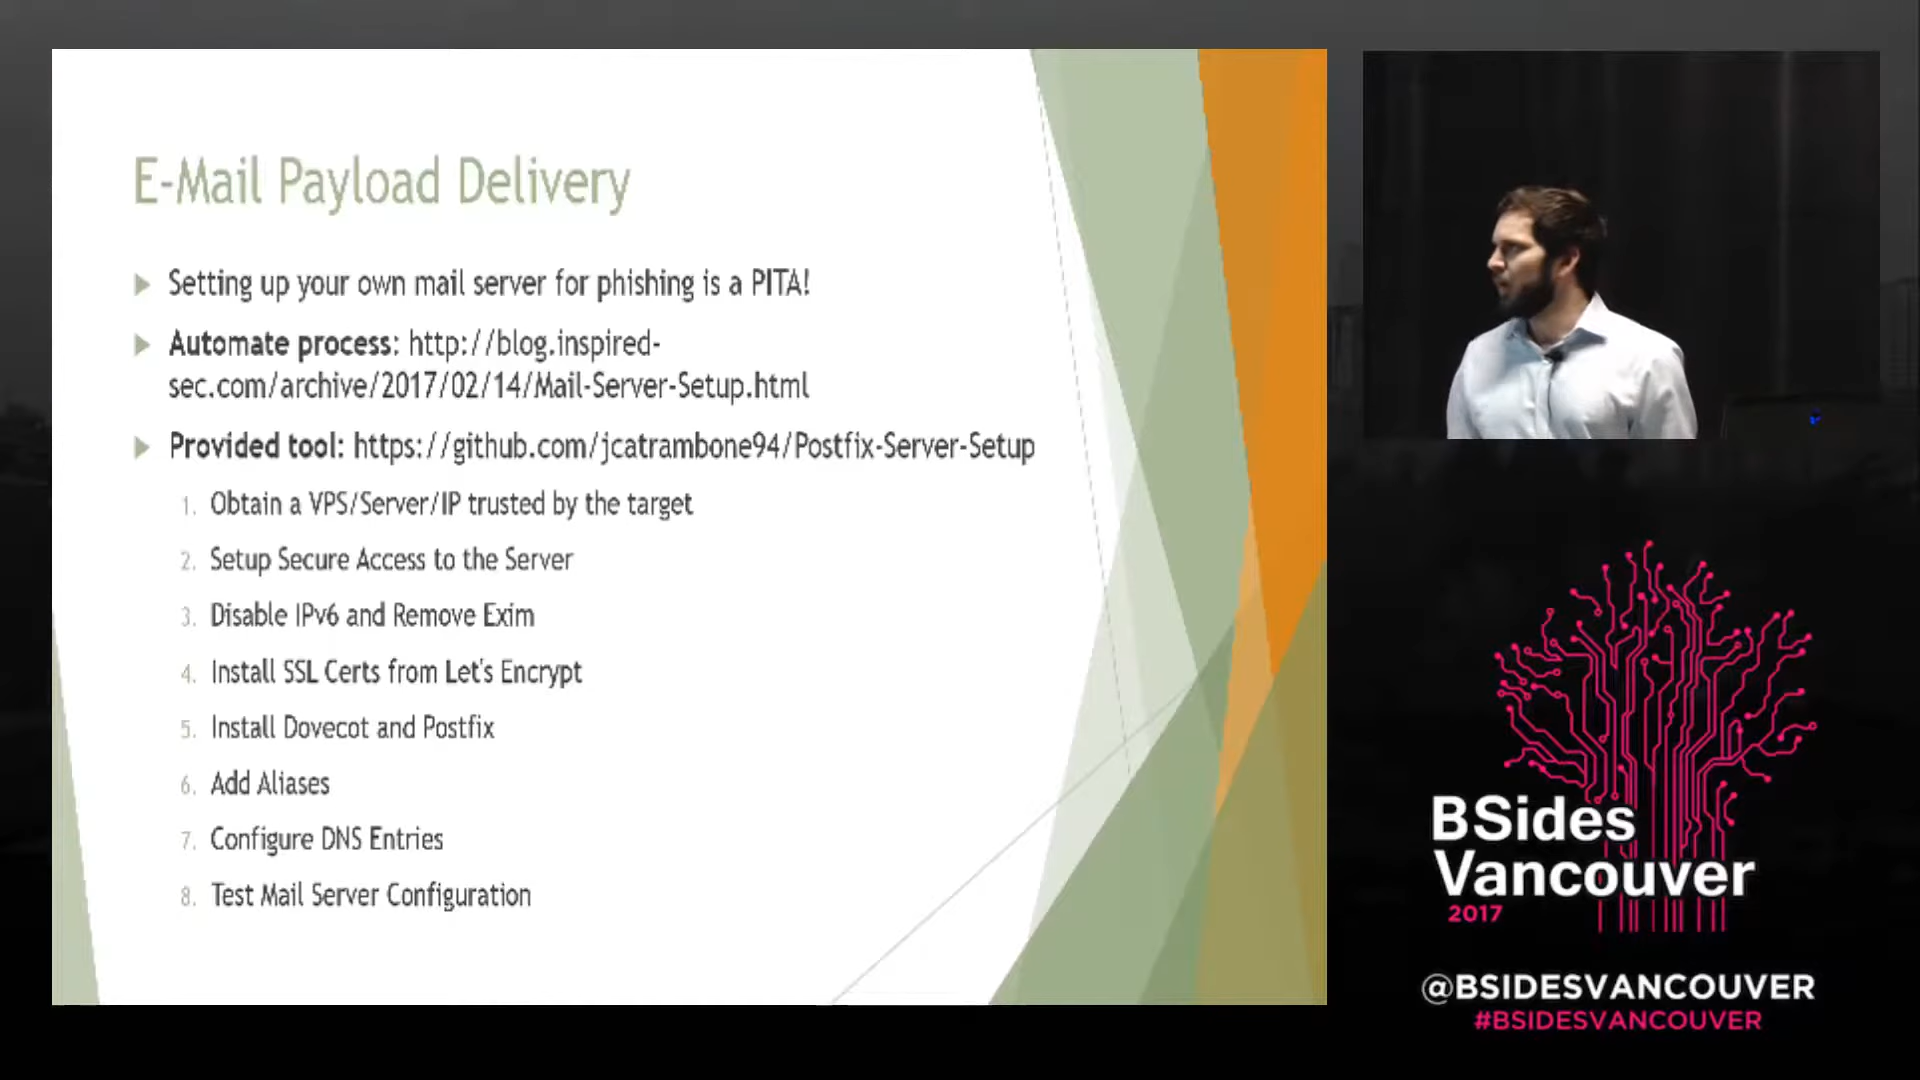 E-Mail Payload Delivery
Setting up your own mail server for phishing is a PITA!
Automate process: http://blog.inspired-
sec.com/archive/2017/02/14/Mail-Server-Setup.html
Provided tool: https://github.com/jcatrambone94/Postfix-Server-Setup
1. Obtain a VPS/Server/IP trusted by the target
2. Setup Secure Access to the Server
3. Disable IPv6 and Remove Exim
4. Install SSL Certs from Let's Encrypt
5. Install Dovecot and Postfix
6. Add Aliases
7. Configure DNS Entries
8. Test Mail Server Configuration
BSides
Vancouver
2017
@BSIDESVANCOUVER
#BSIDESVANCOUVER